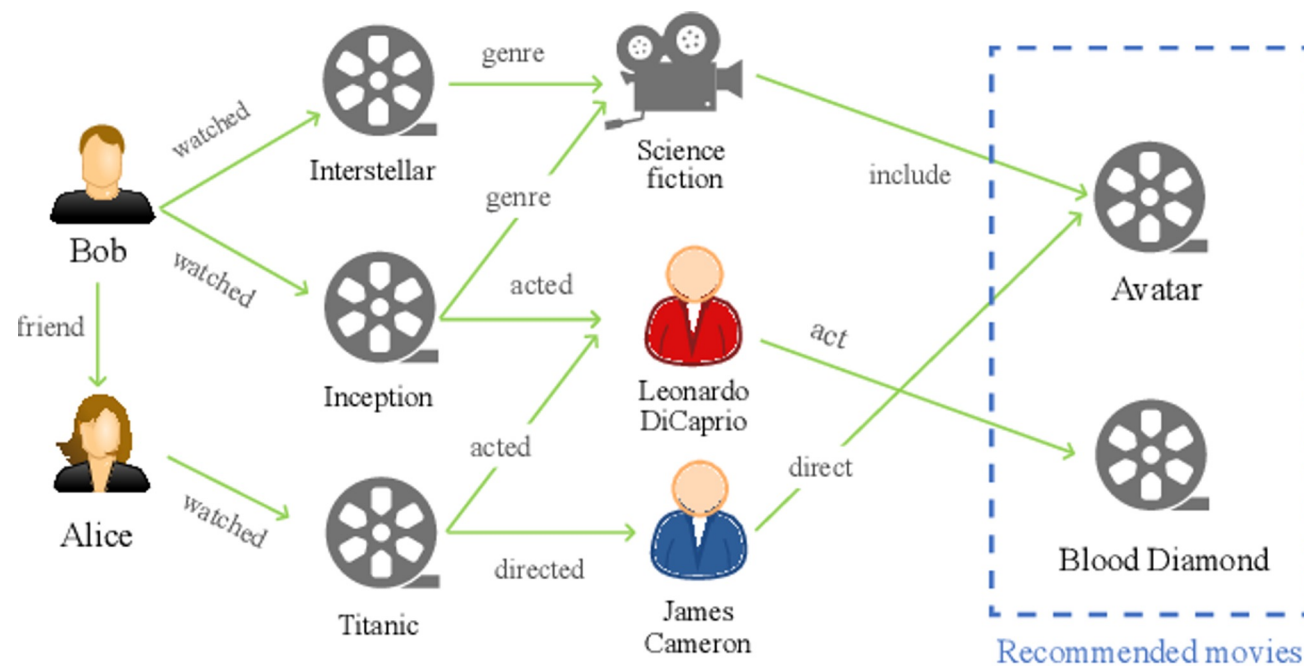 genre
watched
Interstellar
Science
fiction
include
genre
Bob
watched
Avatar
acted
act
friend
Inception
Leonardo
DiCaprio
acted
direct
watched
Alice
directed
Blood Diamond
Titanic
James
Cameron
Recommended movies